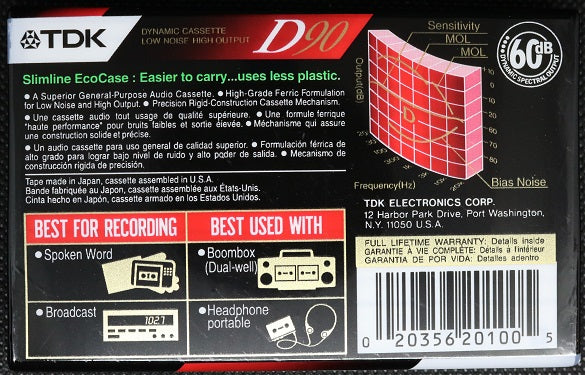 TDK
DYNAMIC CASSETTE
LOW NOISE HIGH OUTPUT
D90
Slimline EcoCase : Easier to carry...uses less plastic.
● A Superior General-Purpose Audio Cassette. ● High-Grade Ferric Formulation
for Low Noise and High Output. ● Precision Rigid-Construction Cassette Mechanism.
● Une cassette audio tout usage de qualité supérieure. ● Une formule ferrique
"haute performance" pour bruits faibles et sortie élevée. ● Méchanisme qui assure
une construction solide et précise.
● Un audio cassette para uso general de calidad superior. ● Formulación férrica de
alto grado para lograr bajo nivel de ruido y alto poder de salida. ● Mecanismo de
construcción rígida de precisión.
Tape made in Japan, cassette assembled in U.S.A.
Bande fabriquée au Japon, cassette assemblée aux États-Unis.
Cinta hecho en Japón, cassette armado en los Estados Unidos.
BEST FOR RECORDING
● Spoken Word
● Broadcast
102.7
BEST USED WITH
● Boombox
(Dual-well)
● Headphone
portable
Sensitivity
MOL
MOL
Output(dB)
Frequency(Hz)
Bias Noise
60dB
DYNAMIC SPECTRAL OUTPUT
TDK ELECTRONICS CORP.
12 Harbor Park Drive, Port Washington,
N.Y. 11050 U.S.A.
FULL LIFETIME WARRANTY: Details inside
GARANTIE À VIE COMPLÈTE: Détails à l'intérieur
GARANTIA DE POR VIDA: Detalles adentro
0 20356 20100 5